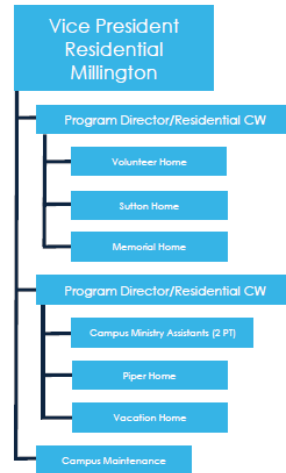 Vice President
Residential
Millington
Program Director/Residential CW
Volunteer Home
Sutton Home
Memorial Home
Program Director/Residential CW
Campus Ministry Assistants (2 PT)
Piper Home
Vacation Home
Campus Maintenance